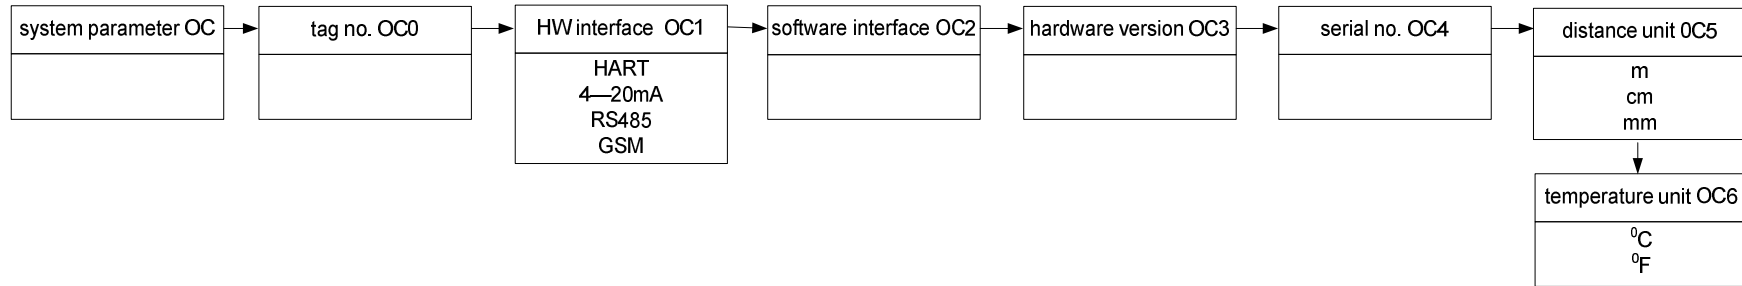 system parameter OC
tag no. OC0
HW interface OC1
HART
4—20mA
RS485
GSM
software interface OC2
hardware version OC3
serial no. OC4
distance unit 0C5
m
cm
mm
temperature unit OC6
⁰C
⁰F